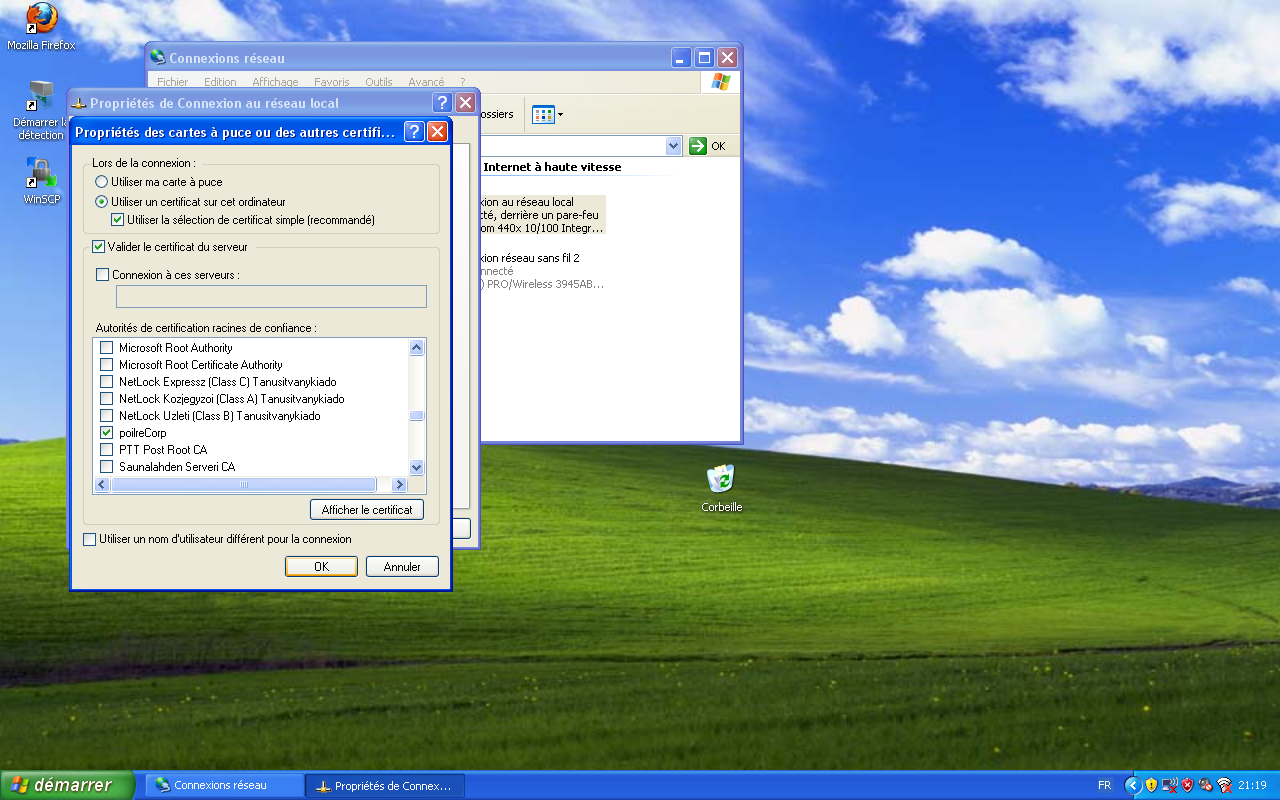 Mozilla Firefox
Démarrer la
détection
WinSCP
Connexions réseau
Fichier Edition Affichage Favoris Outils Avancé ?
ossiers
OK
Internet à haute vitesse
xion au réseau local
cté, derrière un pare-feu
om 440x 10/100 Integr...
xion réseau sans fil 2
nnecté
) PRO/Wireless 3945AB...
Propriétés de Connexion au réseau local
Propriétés des cartes à puce ou des autres certifi...
Lors de la connexion :
Utiliser ma carte à puce
Utiliser un certificat sur cet ordinateur
Utiliser la sélection de certificat simple (recommandé)
Valider le certificat du serveur
Connexion à ces serveurs :
Autorités de certification racines de confiance :
Microsoft Root Authority
Microsoft Root Certificate Authority
NetLock Expressz (Class C) Tanusitvanykiado
NetLock Kozjegyzoi (Class A) Tanusitvanykiado
NetLock Uzleti (Class B) Tanusitvanykiado
poilreCorp
PTT Post Root CA
Saunalahden Serveri CA
Afficher le certificat
Utiliser un nom d'utilisateur différent pour la connexion
OK
Annuler
Corbeille
démarrer
Connexions réseau
Propriétés de Connex...
FR
21:19